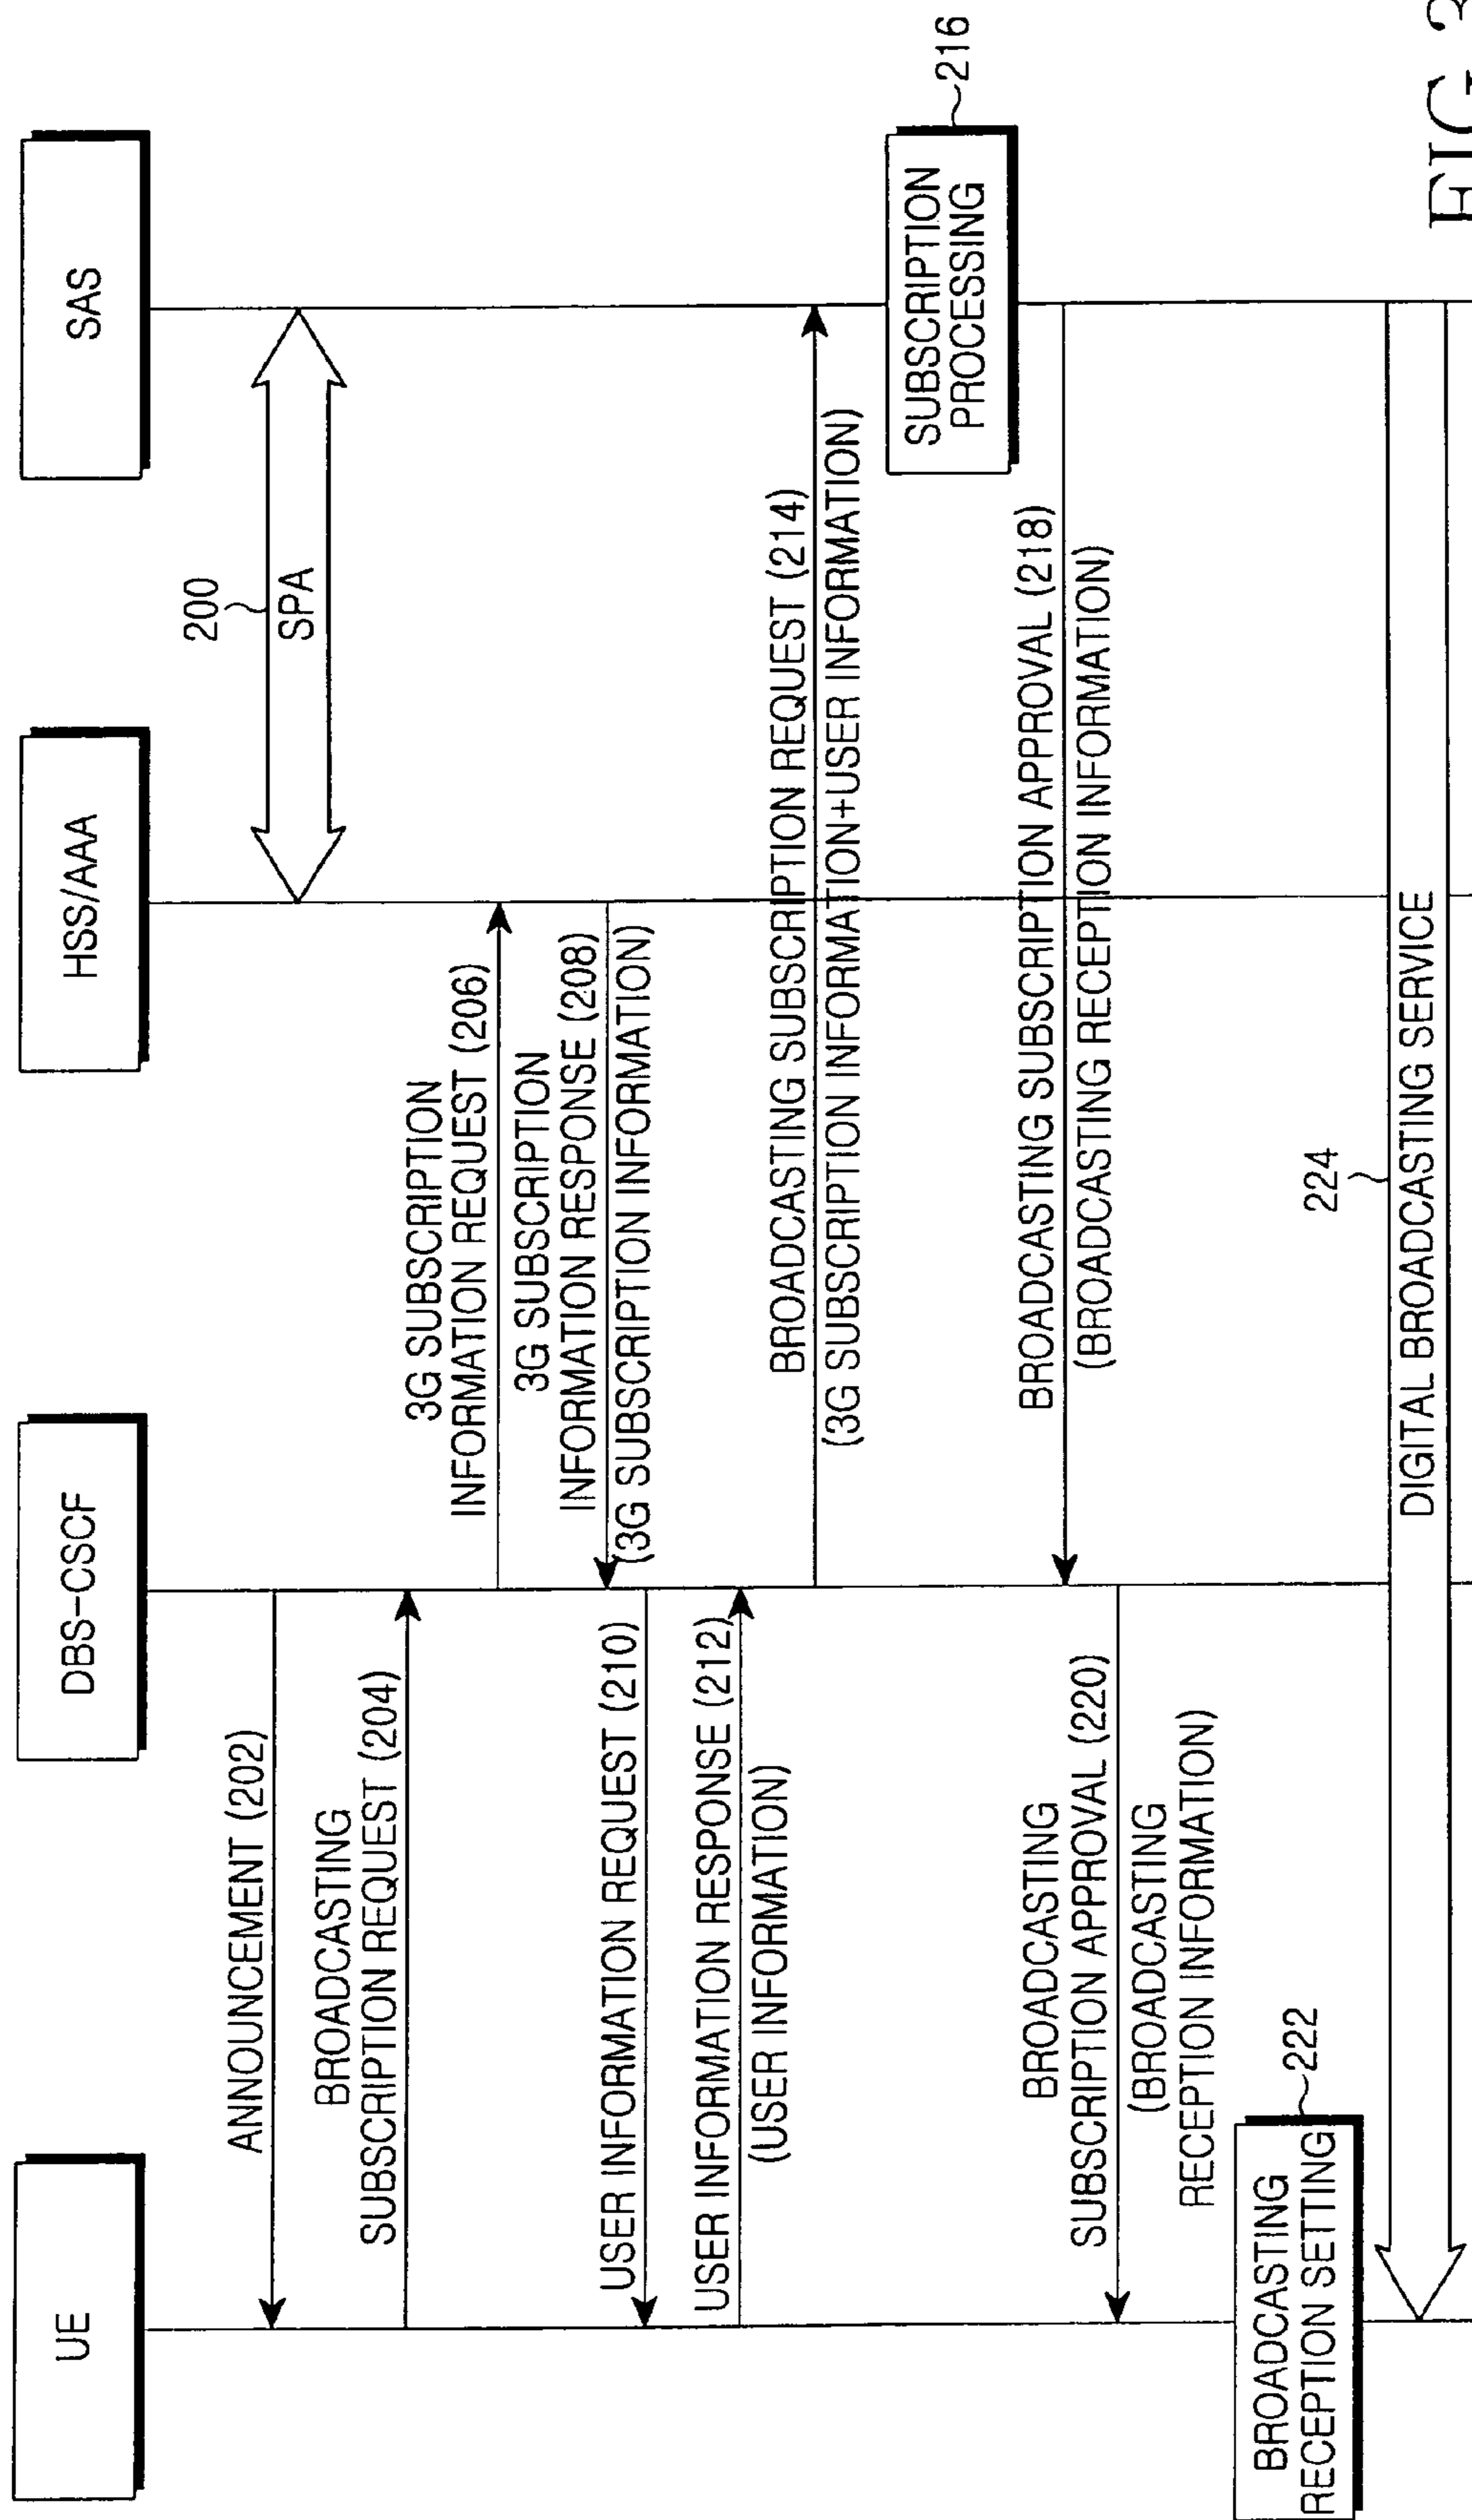 UE
DBS-CSCF
HSS/AAA
SAS
200
SPA
ANNOUNCEMENT (202)
BROADCASTING
SUBSCRIPTION REQUEST (204)
3G SUBSCRIPTION
INFORMATION REQUEST (206)
3G SUBSCRIPTION
INFORMATION RESPONSE (208)
(3G SUBSCRIPTION INFORMATION)
USER INFORMATION REQUEST (210)
USER INFORMATION RESPONSE (212)
(USER INFORMATION)
BROADCASTING SUBSCRIPTION REQUEST (214)
(3G SUBSCRIPTION INFORMATION+USER INFORMATION)
SUBSCRIPTION
PROCESSING
216
BROADCASTING SUBSCRIPTION APPROVAL (218)
(BROADCASTING RECEPTION INFORMATION)
BROADCASTING
SUBSCRIPTION APPROVAL (220)
(BROADCASTING
RECEPTION INFORMATION)
BROADCASTING
RECEPTION SETTING
222
224
DIGITAL BROADCASTING SERVICE